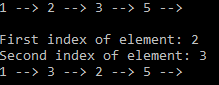 1 --> 2 --> 3 --> 5 -->
First index of element: 2
Second index of element: 3
1 --> 3 --> 2 --> 5 -->